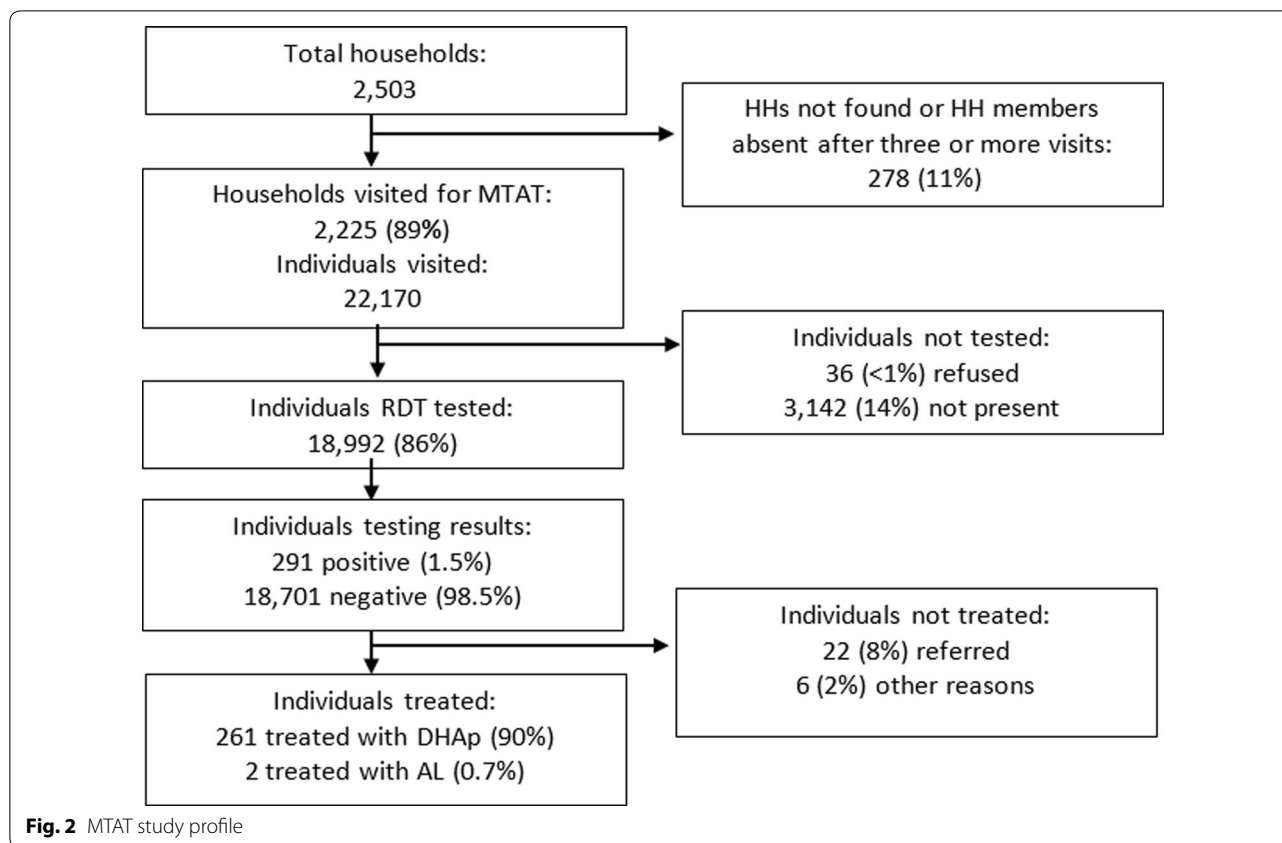 Total households:
2,503
HHs not found or HH members
absent after three or more visits:
278 (11%)
Households visited for MTAT:
2,225 (89%)
Individuals visited:
22,170
Individuals not tested:
36 (<1%) refused
3,142 (14%) not present
Individuals RDT tested:
18,992 (86%)
Individuals testing results:
291 positive (1.5%)
18,701 negative (98.5%)
Individuals not treated:
22 (8%) referred
6 (2%) other reasons
Individuals treated:
261 treated with DHAp (90%)
2 treated with AL (0.7%)
Fig. 2 MTAT study profile